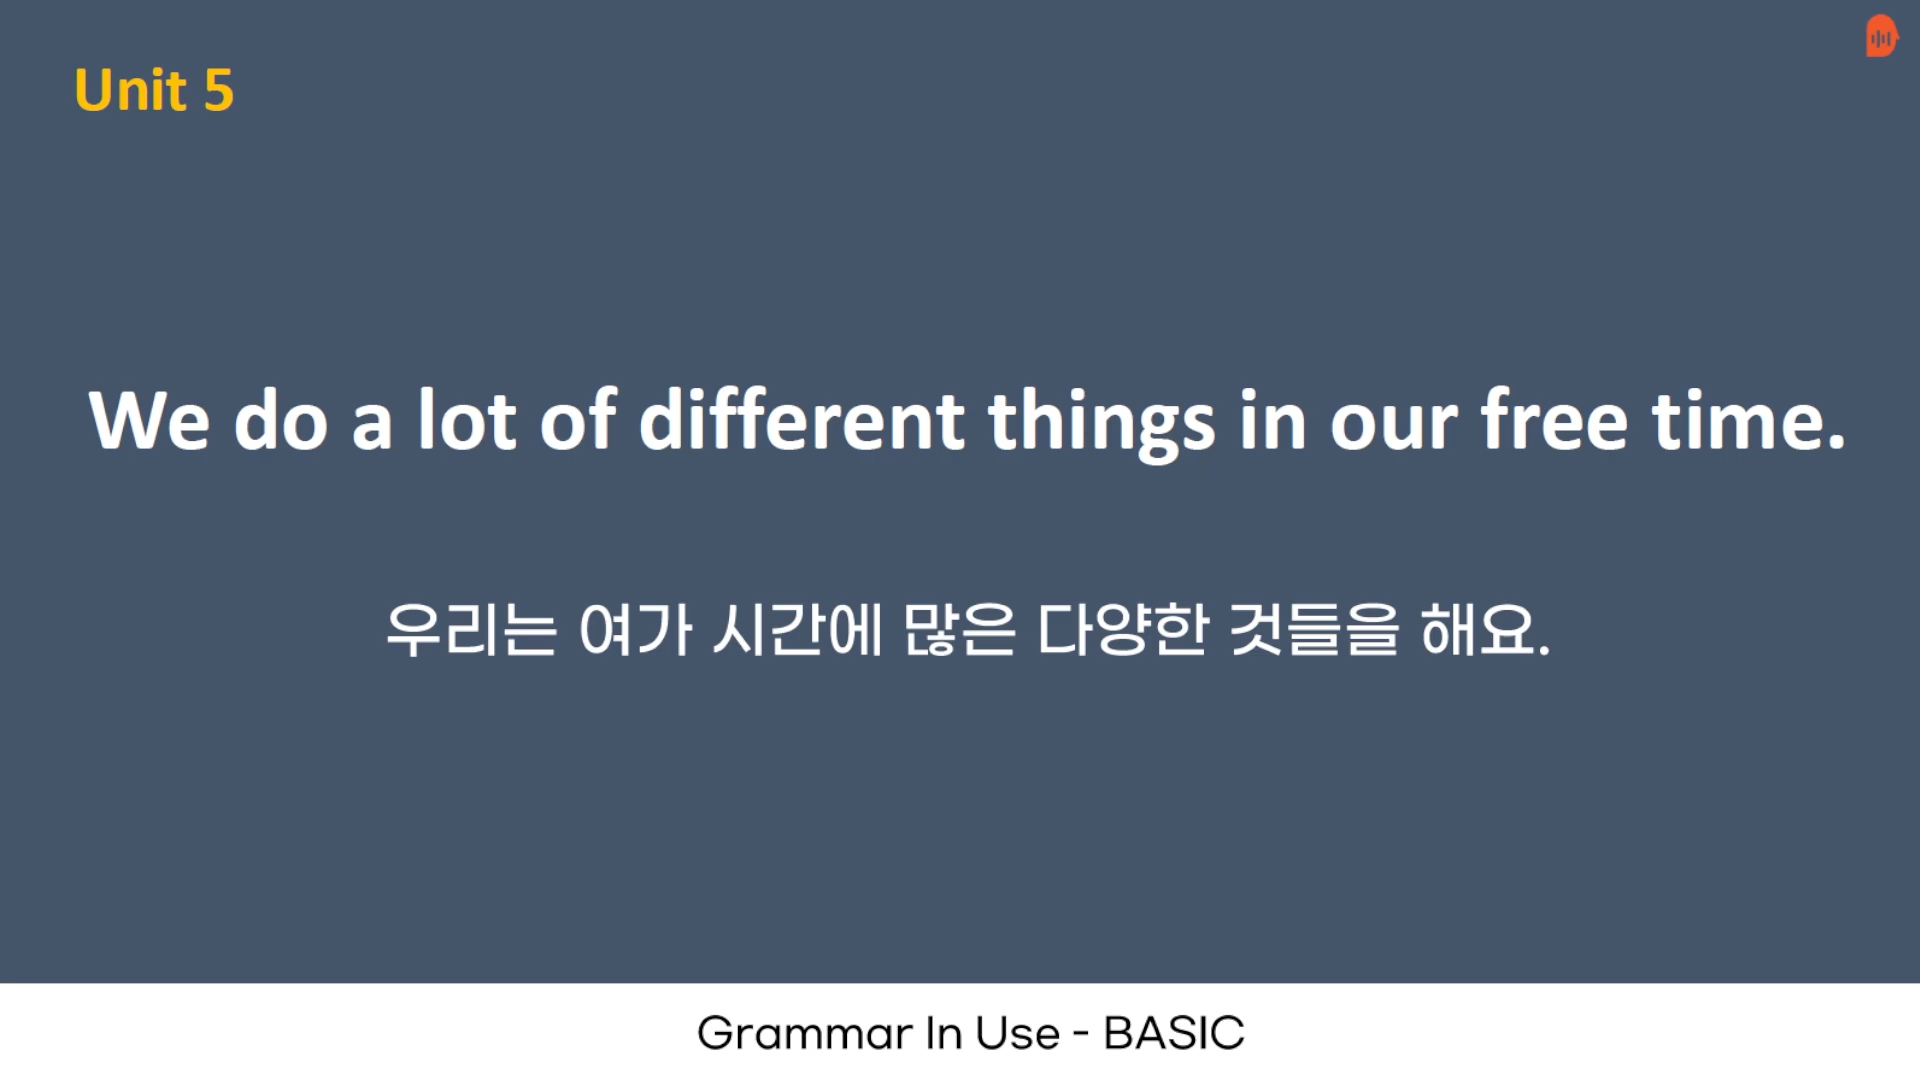 Unit 5
We do a lot of different things in our free time.
우리는 여가 시간에 많은 다양한 것들을 해요.
Grammar In Use - BASIC